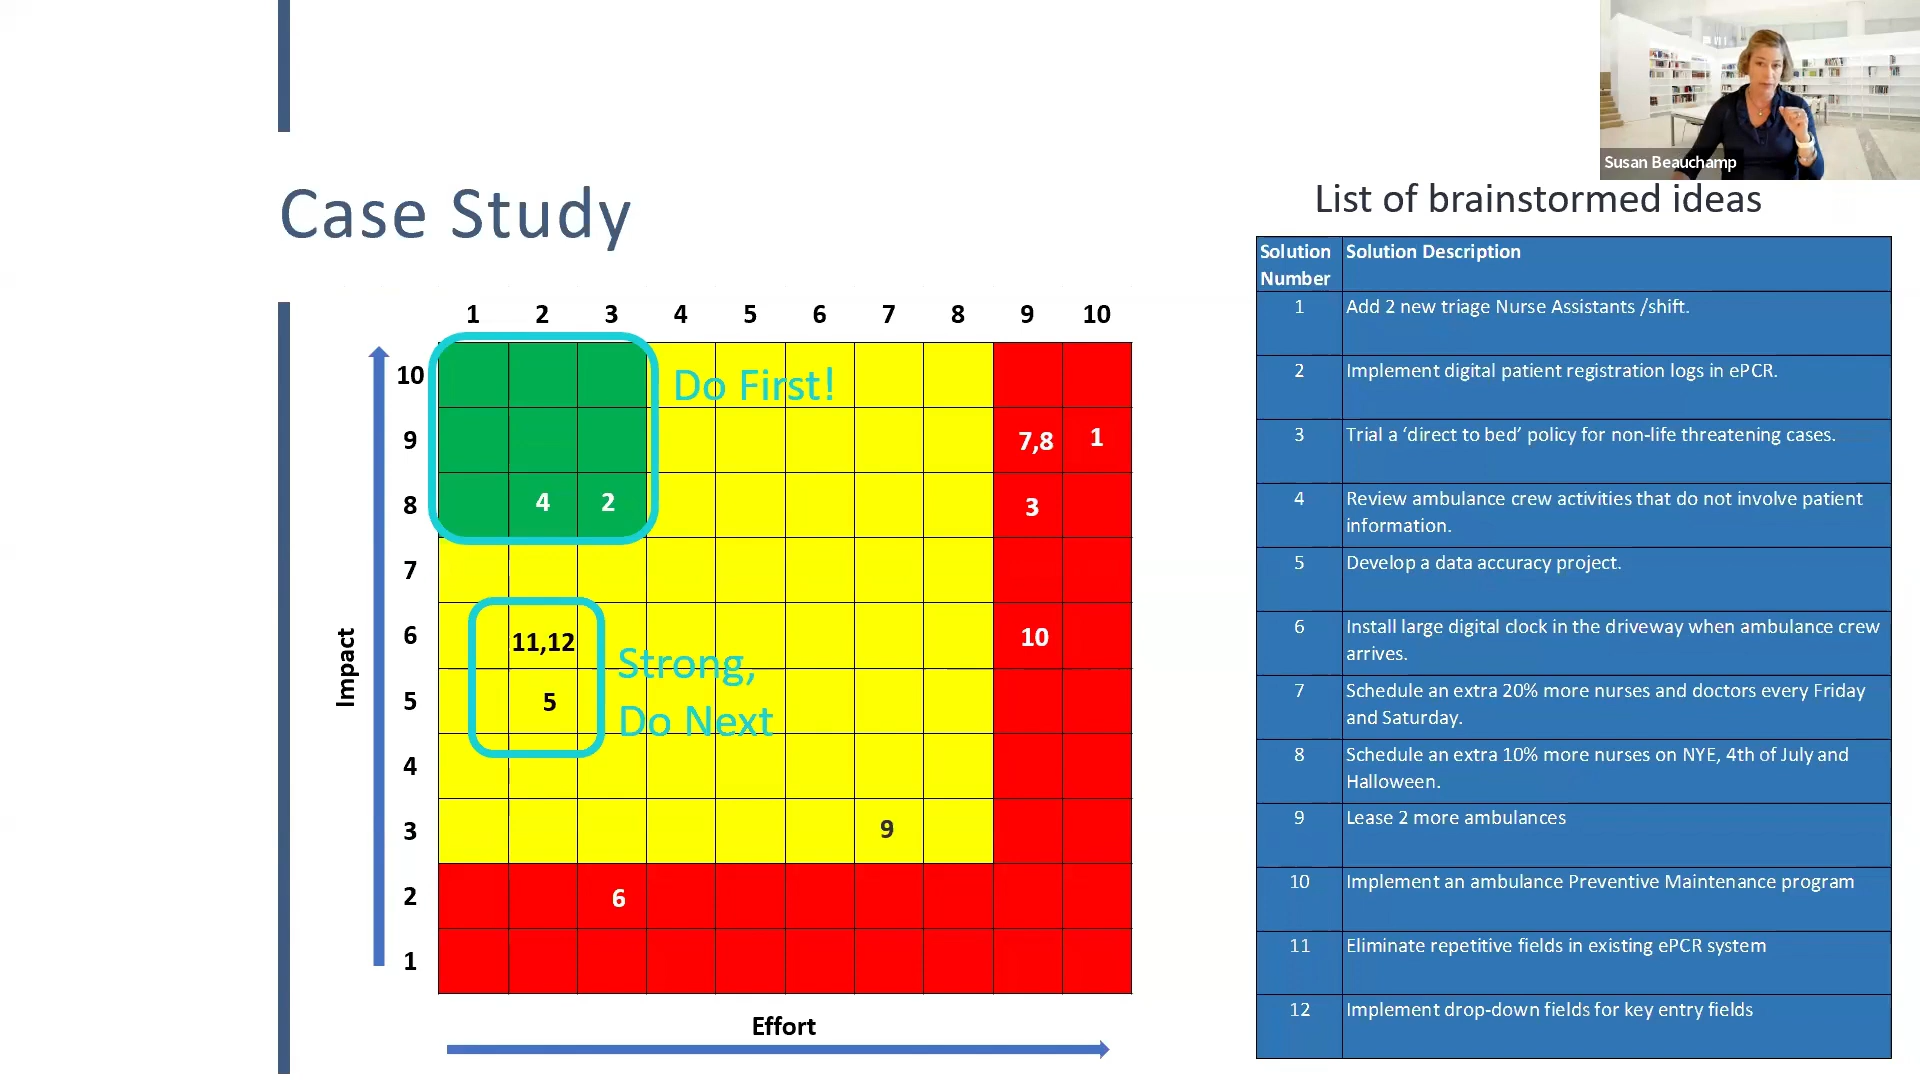 Susan Beauchamp
Case Study
List of brainstormed ideas
1 2 3 4 5 6 7 8 9 10
10
Do First!
9 7,8 1
8 4 2 3
7
6 11,12 10
Strong,
5 5
Do Next
4
3 9
2 6
1
Impact
Effort
Solution Number Solution Description
1 Add 2 new triage Nurse Assistants /shift.
2 Implement digital patient registration logs in ePCR.
3 Trial a ‘direct to bed’ policy for non-life threatening cases.
4 Review ambulance crew activities that do not involve patient
information.
5 Develop a data accuracy project.
6 Install large digital clock in the driveway when ambulance crew
arrives.
7 Schedule an extra 20% more nurses and doctors every Friday
and Saturday.
8 Schedule an extra 10% more nurses on NYE, 4th of July and
Halloween.
9 Lease 2 more ambulances
10 Implement an ambulance Preventive Maintenance program
11 Eliminate repetitive fields in existing ePCR system
12 Implement drop-down fields for key entry fields